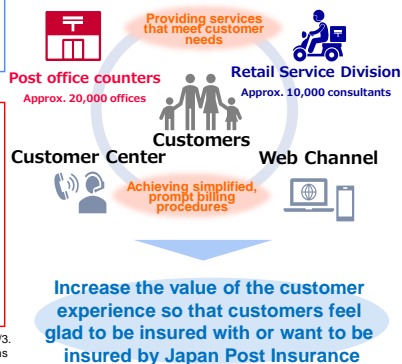 Providing services
that meet customer
needs
Post office counters
Approx. 20,000 offices
Retail Service Division
Approx. 10,000 consultants
Customers
Customer Center
Web Channel
Achieving simplified,
prompt billing
procedures
Increase the value of the customer
experience so that customers feel
glad to be insured with or want to be
insured by Japan Post Insurance
/3.